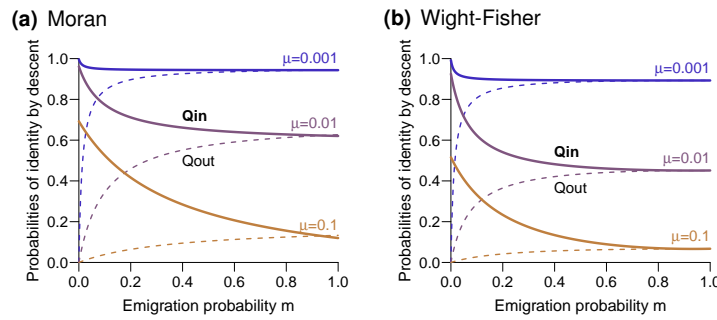 (a) Moran
Probabilities of identity by descent
1.0
0.8
0.6
0.4
0.2
0.0
μ=0.001
μ=0.01
μ=0.1
Qin
Qout
0.0 0.2 0.4 0.6 0.8 1.0
Emigration probability m
(b) Wight-Fisher
Probabilities of identity by descent
1.0
0.8
0.6
0.4
0.2
0.0
μ=0.001
μ=0.01
μ=0.1
Qin
Qout
0.0 0.2 0.4 0.6 0.8 1.0
Emigration probability m